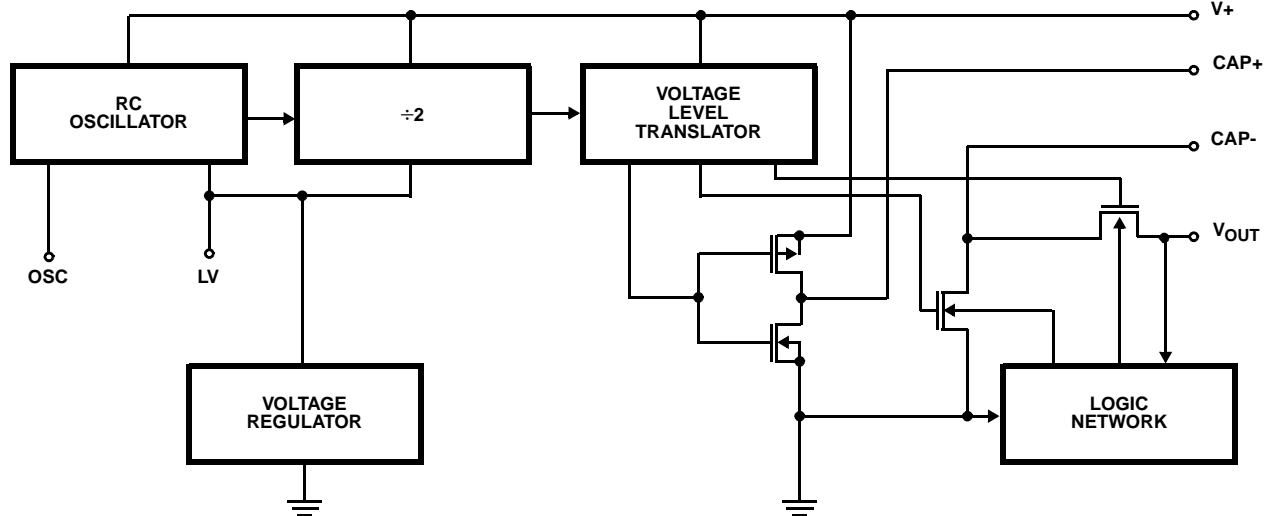 V+
CAP+
RC
OSCILLATOR
÷2
VOLTAGE
LEVEL
TRANSLATOR
CAP-
VOUT
OSC
LV
VOLTAGE
REGULATOR
LOGIC
NETWORK